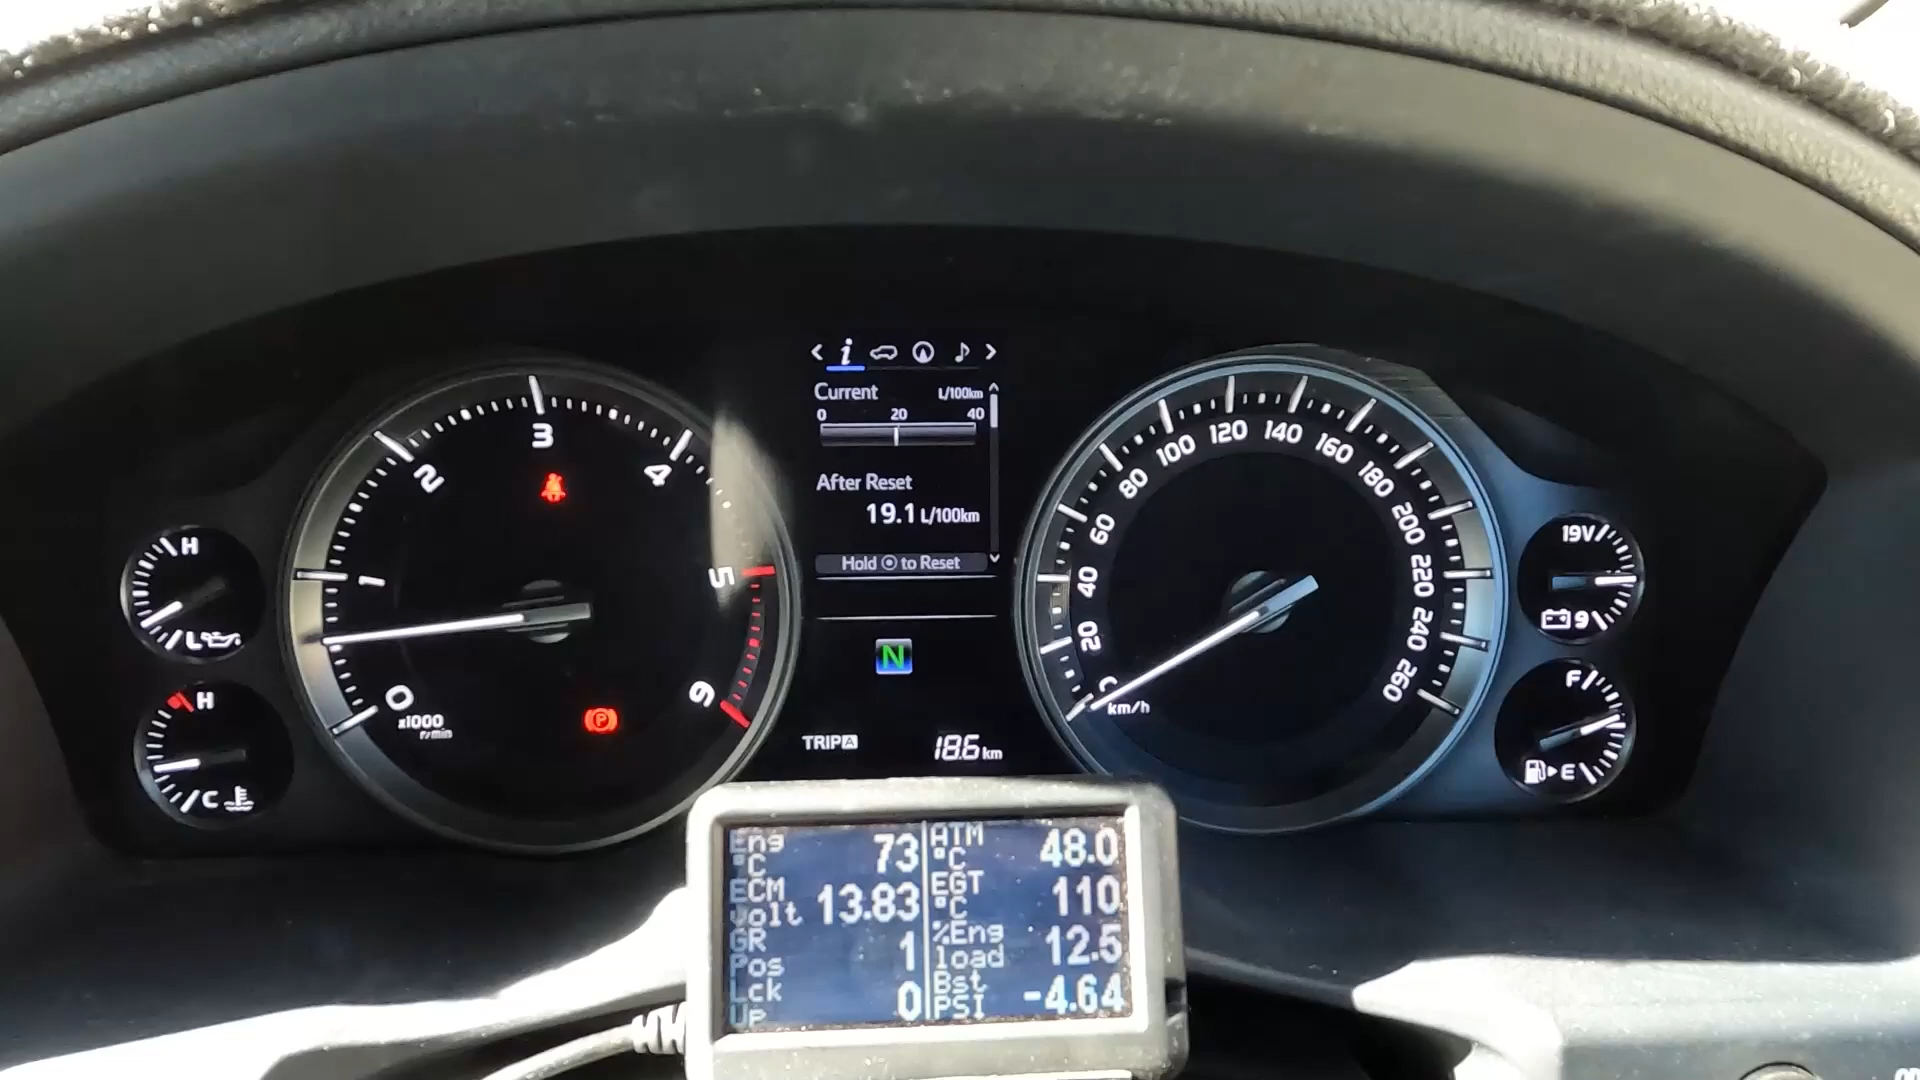 Current L/100km
0 20 40
After Reset
19.1 L/100km
Hold to Reset
N
TRIP A 18.6 km
0 1 2 3 4 5 6
x1000
r/min
20 40 60 80 100 120 140 160 180 200 220 240 260
km/h
H
L
H
C
19V
9
F
E
Eng °C 73
ECM Volt 13.83
GR Pos 1
Lck Up 0
ATM °C 48.0
EGT °C 110
%Eng load 12.5
Bst PSI -4.64
P